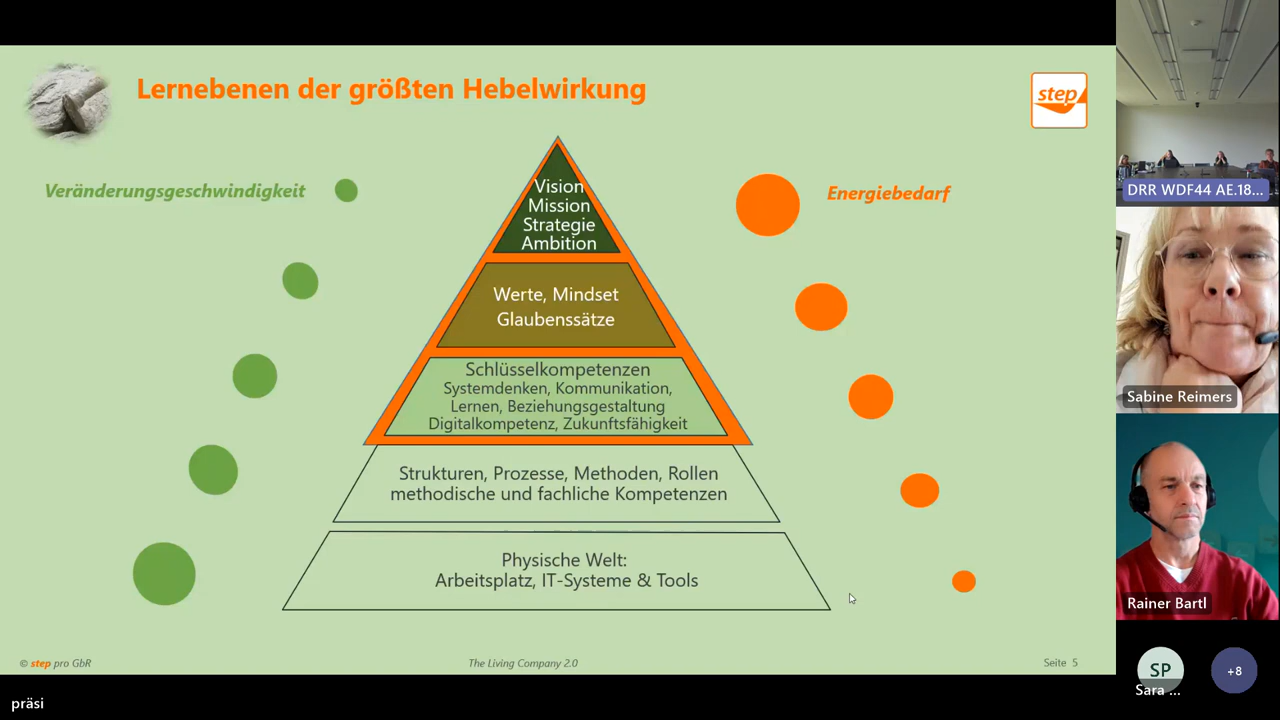 Lernebenen der größten Hebelwirkung
step
Veränderungsgeschwindigkeit
Energiebedarf
Vision
Mission
Strategie
Ambition
Werte, Mindset
Glaubenssätze
Schlüsselkompetenzen
Systemdenken, Kommunikation,
Lernen, Beziehungsgestaltung
Digitalkompetenz, Zukunftsfähigkeit
Strukturen, Prozesse, Methoden, Rollen
methodische und fachliche Kompetenzen
Physische Welt:
Arbeitsplatz, IT-Systeme & Tools
© step pro GbR
The Living Company 2.0
Seite 5
präsi
DRR WDF44 AE.18...
Sabine Reimers
Rainer Bartl
SP
Sara ...
+8